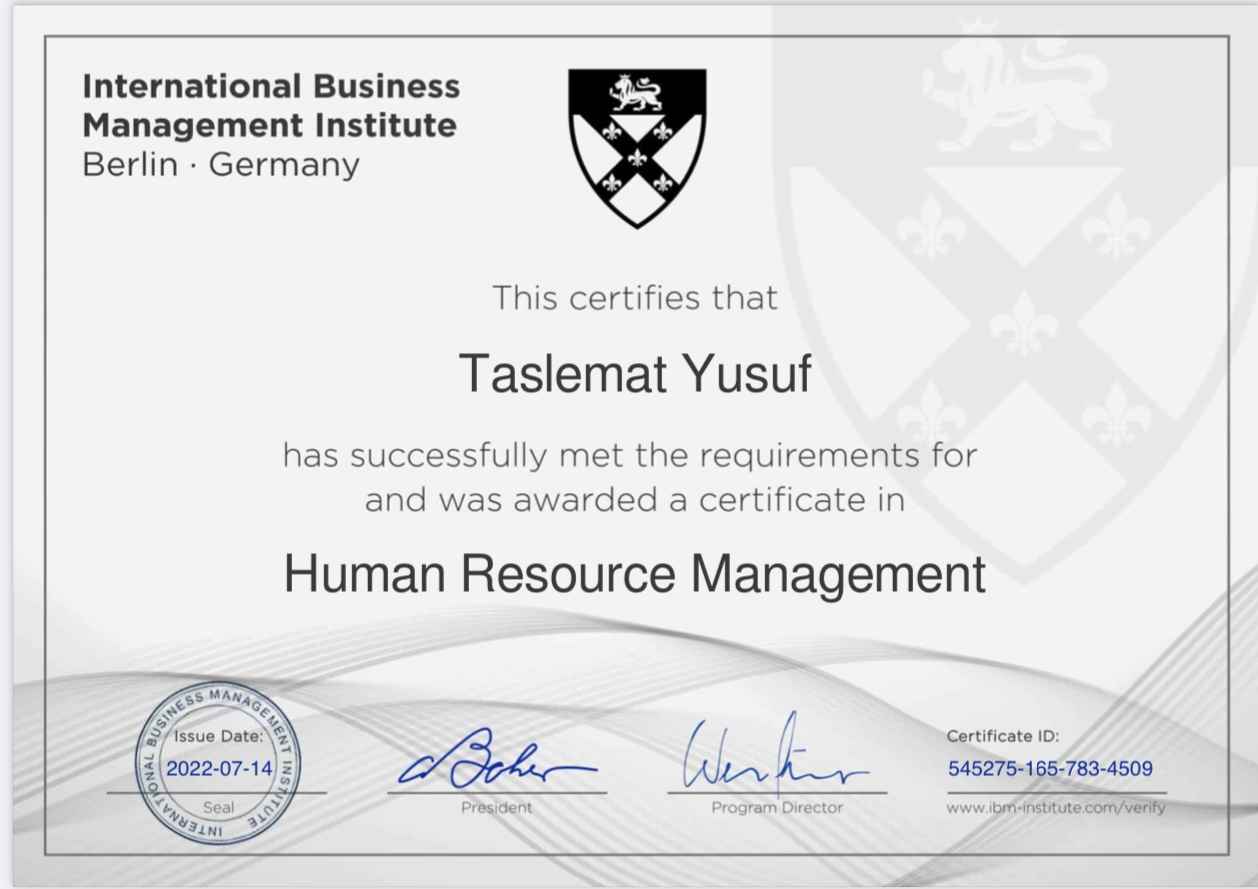 International Business
Management Institute
Berlin · Germany
This certifies that
Taslemat Yusuf
has successfully met the requirements for
and was awarded a certificate in
Human Resource Management
INTERNATIONAL BUSINESS MANAGEMENT INSTITUTE
Issue Date:
2022-07-14
Seal
President
Program Director
Certificate ID:
545275-165-783-4509
www.ibm-institute.com/verify